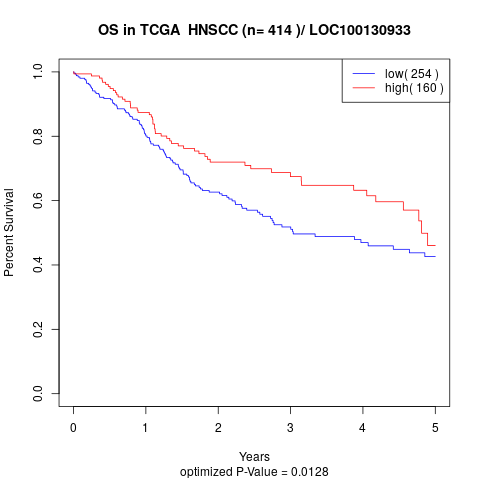 OS in TCGA  HNSCC (n= 414 )/ LOC100130933
low( 254 )
high( 160 )
Percent Survival
1.0
0.8
0.6
0.4
0.2
0.0
0 1 2 3 4 5
Years
optimized P-Value = 0.0128